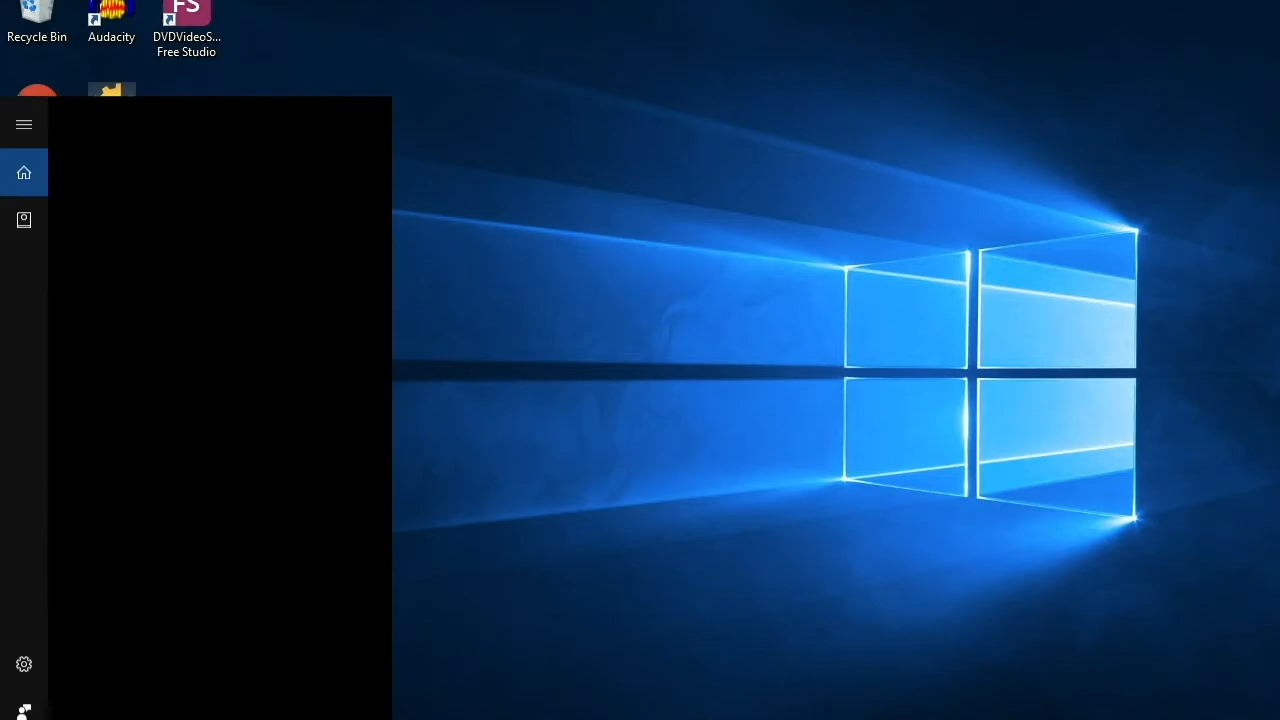 FS
Recycle Bin
Audacity
DVDVideoS...
Free Studio